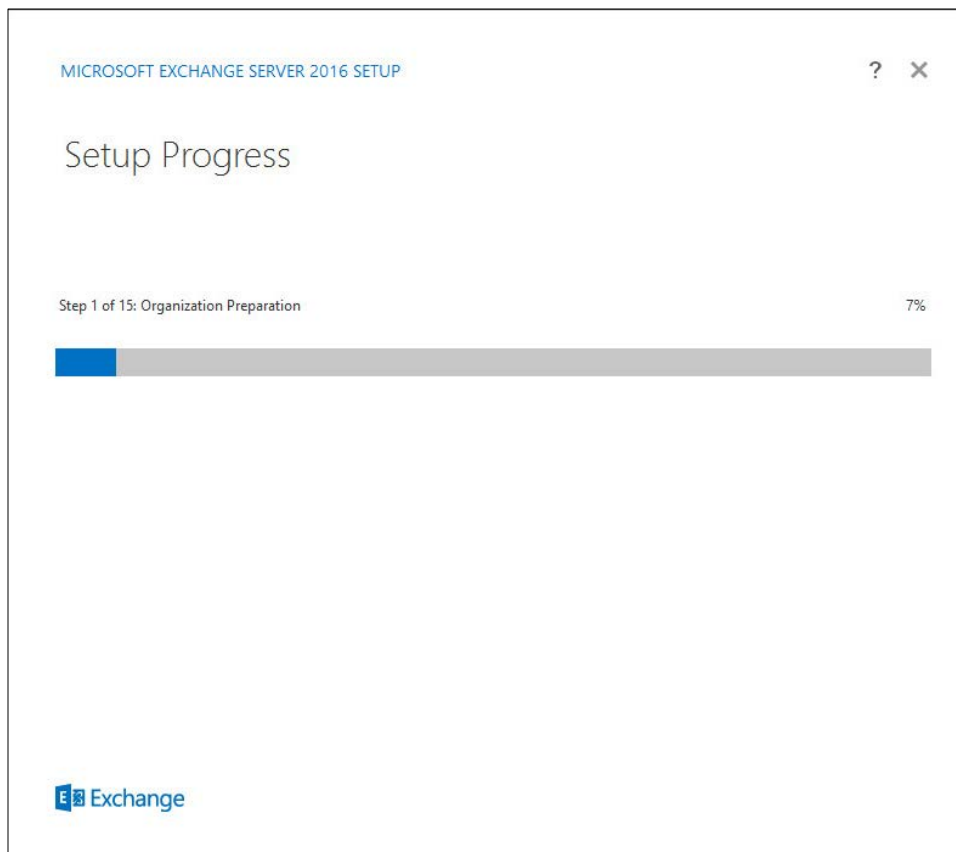 MICROSOFT EXCHANGE SERVER 2016 SETUP ? ✕
Setup Progress
Step 1 of 15: Organization Preparation 7%
E Exchange